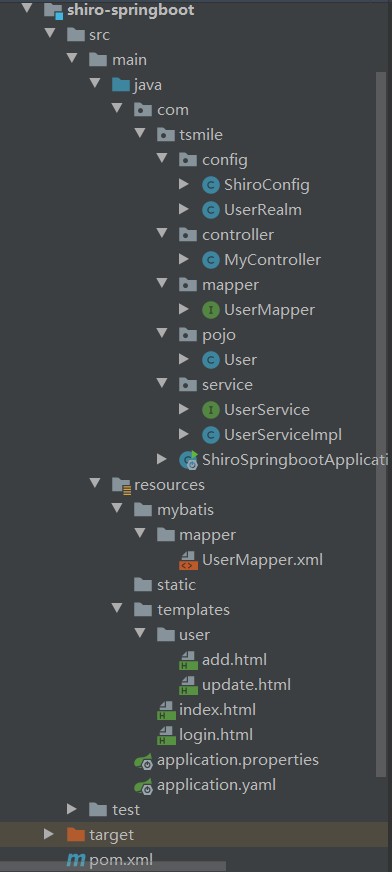 shiro-springboot
src
main
java
com
tsmile
config
ShiroConfig
UserRealm
controller
MyController
mapper
UserMapper
pojo
User
service
UserService
UserServiceImpl
ShiroSpringbootApplicati
resources
mybatis
mapper
UserMapper.xml
static
templates
user
add.html
update.html
index.html
login.html
application.properties
application.yaml
test
target
pom.xml